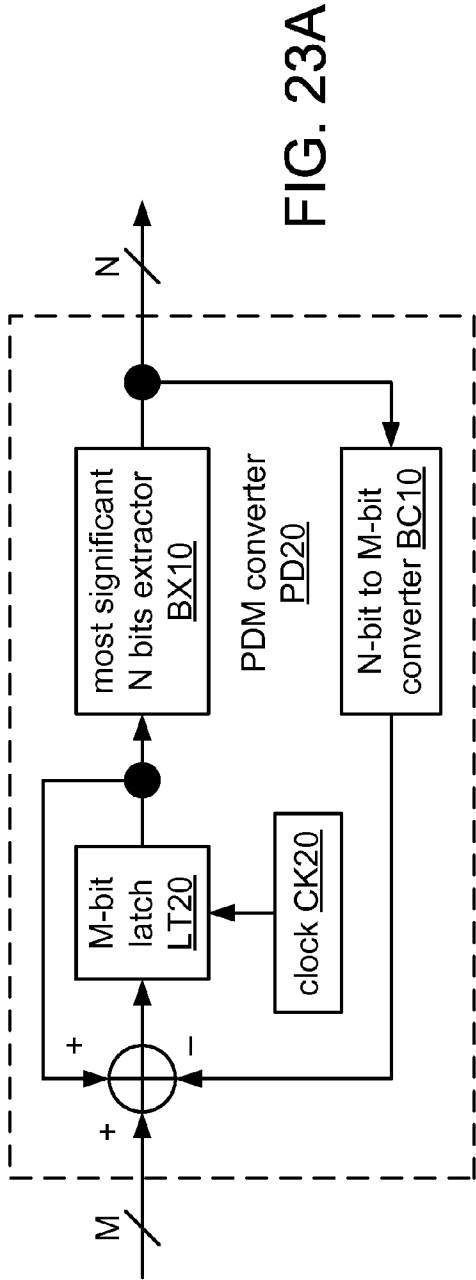 M
+
+
–
M-bit
latch
LT20
clock CK20
most significant
N bits extractor
BX10
PDM converter
PD20
N-bit to M-bit
converter BC10
N
FIG. 23A